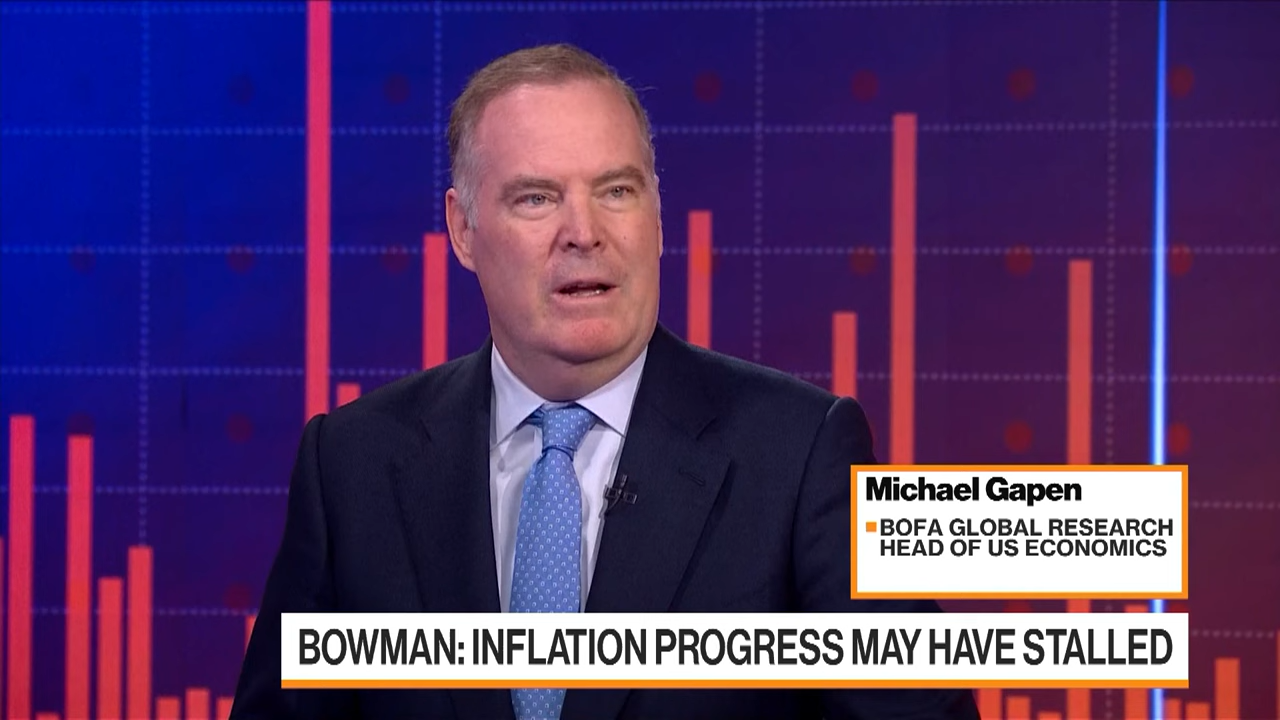 Michael Gapen
BOFA GLOBAL RESEARCH
HEAD OF US ECONOMICS
BOWMAN: INFLATION PROGRESS MAY HAVE STALLED